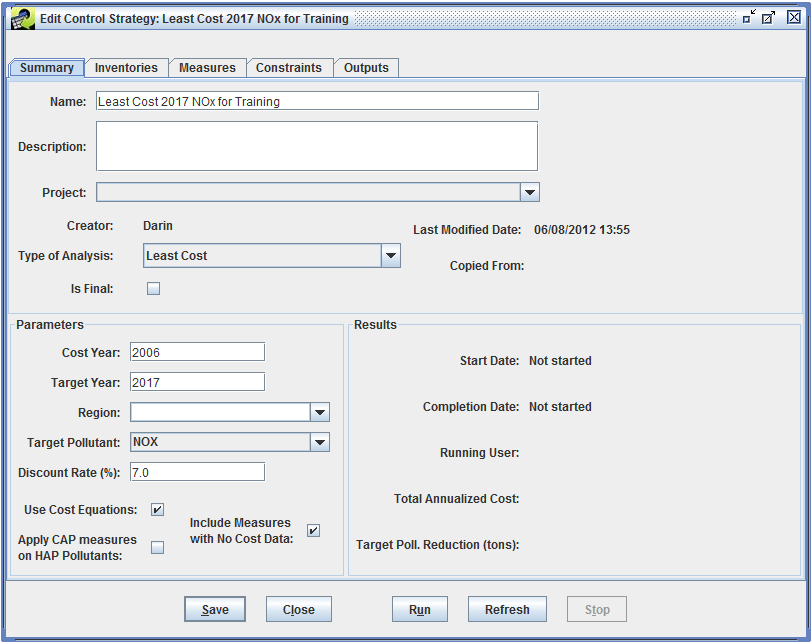 Edit Control Strategy: Least Cost 2017 NOx for Training
Summary Inventories Measures Constraints Outputs
Name: Least Cost 2017 NOx for Training
Description:
Project:
Creator: Darin
Last Modified Date: 06/08/2012 13:55
Type of Analysis: Least Cost
Copied From:
Is Final:
Parameters
Cost Year: 2006
Target Year: 2017
Region:
Target Pollutant: NOX
Discount Rate (%): 7.0
Use Cost Equations:
Include Measures
with No Cost Data:
Apply CAP measures
on HAP Pollutants:
Results
Start Date: Not started
Completion Date: Not started
Running User:
Total Annualized Cost:
Target Poll. Reduction (tons):
Save Close Run Refresh Stop